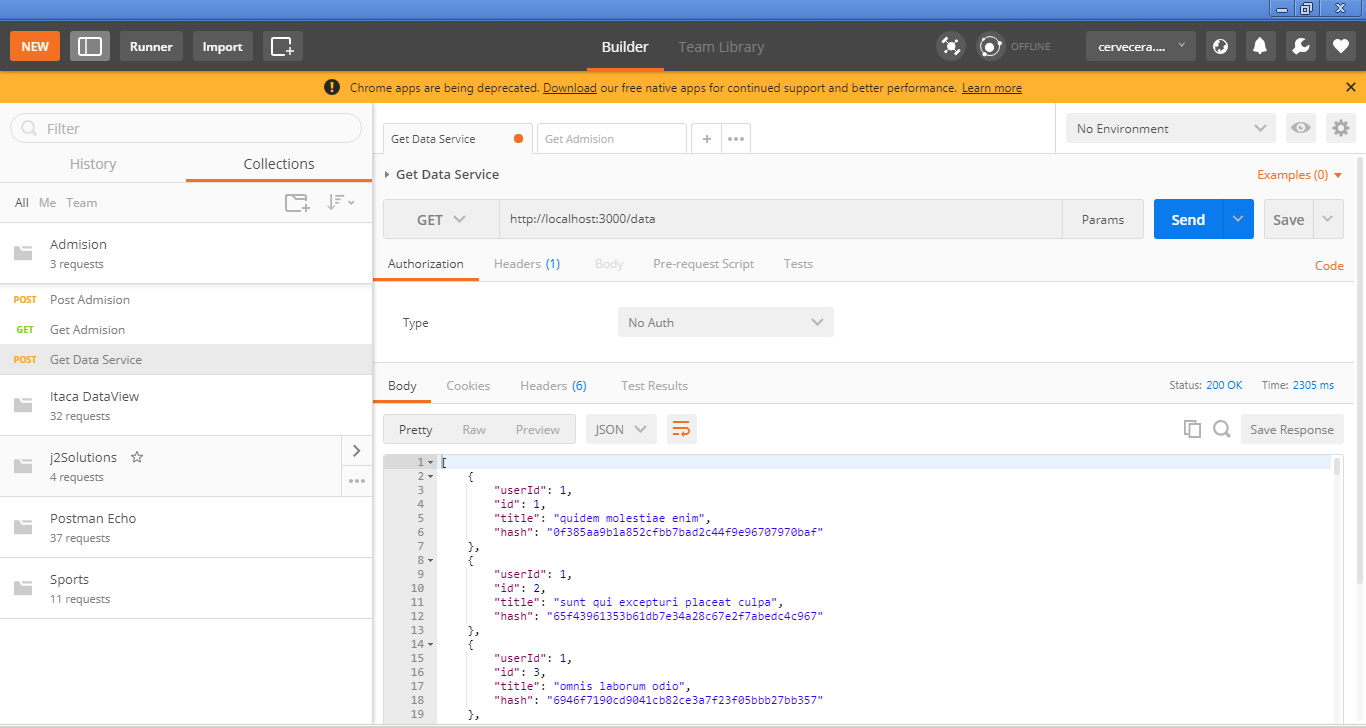 NEW Runner Import Builder Team Library OFFLINE cervecera....
Chrome apps are being deprecated. Download our free native apps for continued support and better performance. Learn more
Filter
History Collections
All Me Team
Admision
3 requests
POST Post Admision
GET Get Admision
POST Get Data Service
Itaca DataView
32 requests
j2Solutions
4 requests
Postman Echo
37 requests
Sports
11 requests
Get Data Service Get Admision + No Environment
Get Data Service Examples (0)
GET http://localhost:3000/data Params Send Save
Authorization Headers (1) Body Pre-request Script Tests Code
Type No Auth
Body Cookies Headers (6) Test Results Status: 200 OK Time: 2305 ms
Pretty Raw Preview JSON Save Response
1 [
2 {
3 "userId": 1,
4 "id": 1,
5 "title": "quidem molestiae enim",
6 "hash": "0f385aa9b1a852cfbb7bad2c44f9e96707970baf"
7 },
8 {
9 "userId": 1,
10 "id": 2,
11 "title": "sunt qui excepturi placeat culpa",
12 "hash": "65f43961353b61db7e34a28c67e2f7abedc4c967"
13 },
14 {
15 "userId": 1,
16 "id": 3,
17 "title": "omnis laborum odio",
18 "hash": "6946f7190cd9041cb82ce3a7f23f05bbb27bb357"
19 },